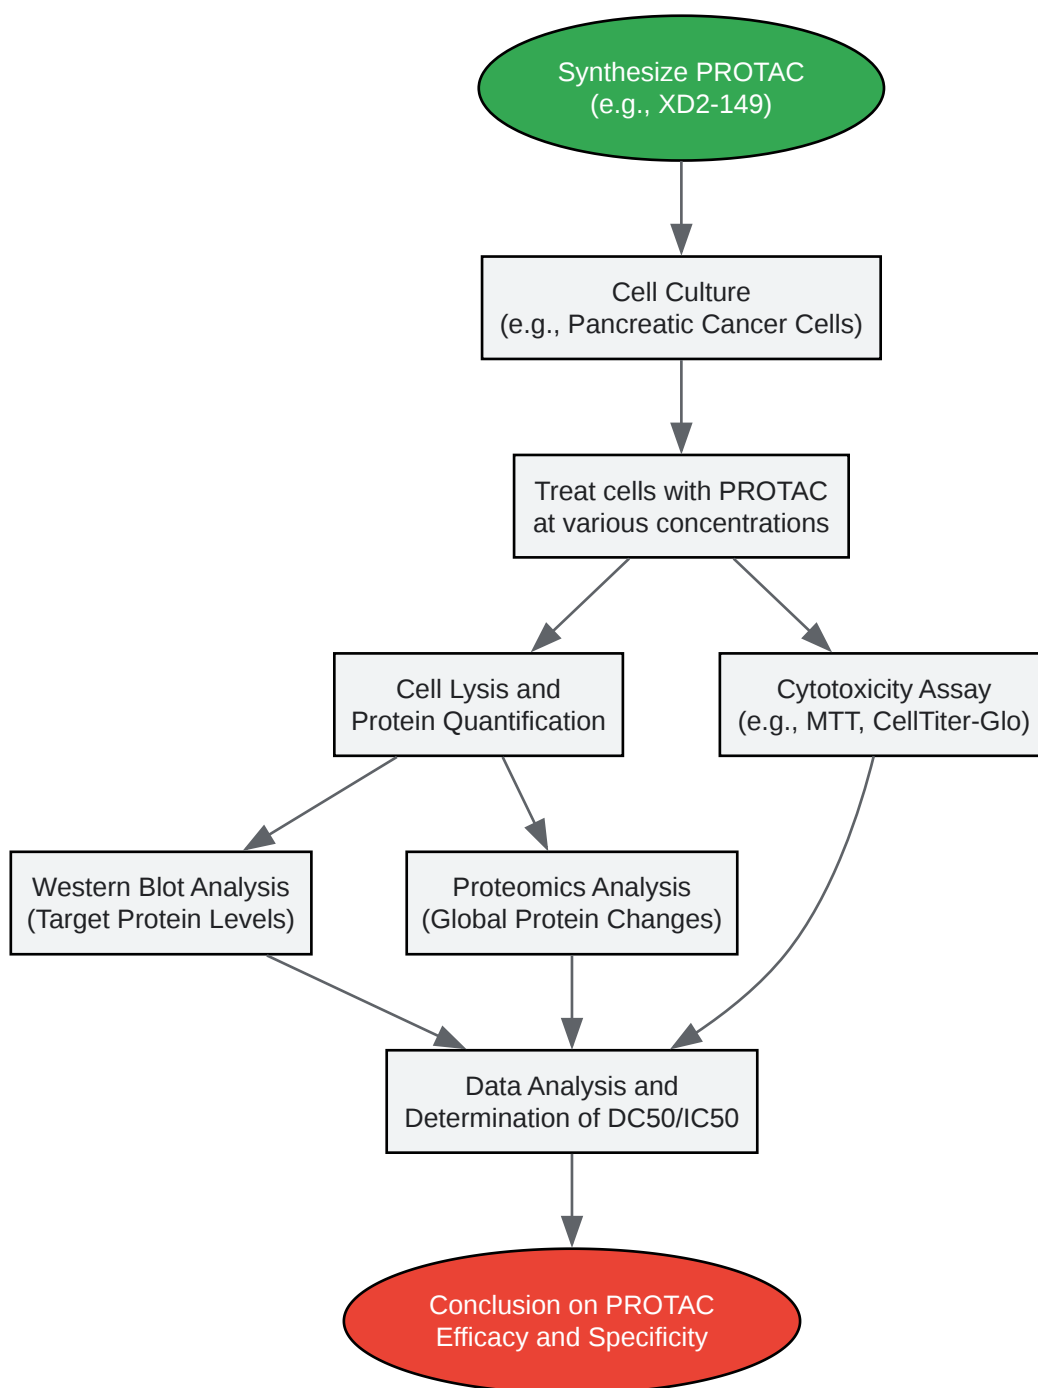 Synthesize PROTAC
(e.g., XD2-149)
Cell Culture
(e.g., Pancreatic Cancer Cells)
Treat cells with PROTAC
at various concentrations
Cell Lysis and
Protein Quantification
Cytotoxicity Assay
(e.g., MTT, CellTiter-Glo)
Western Blot Analysis
(Target Protein Levels)
Proteomics Analysis
(Global Protein Changes)
Data Analysis and
Determination of DC50/IC50
Conclusion on PROTAC
Efficacy and Specificity